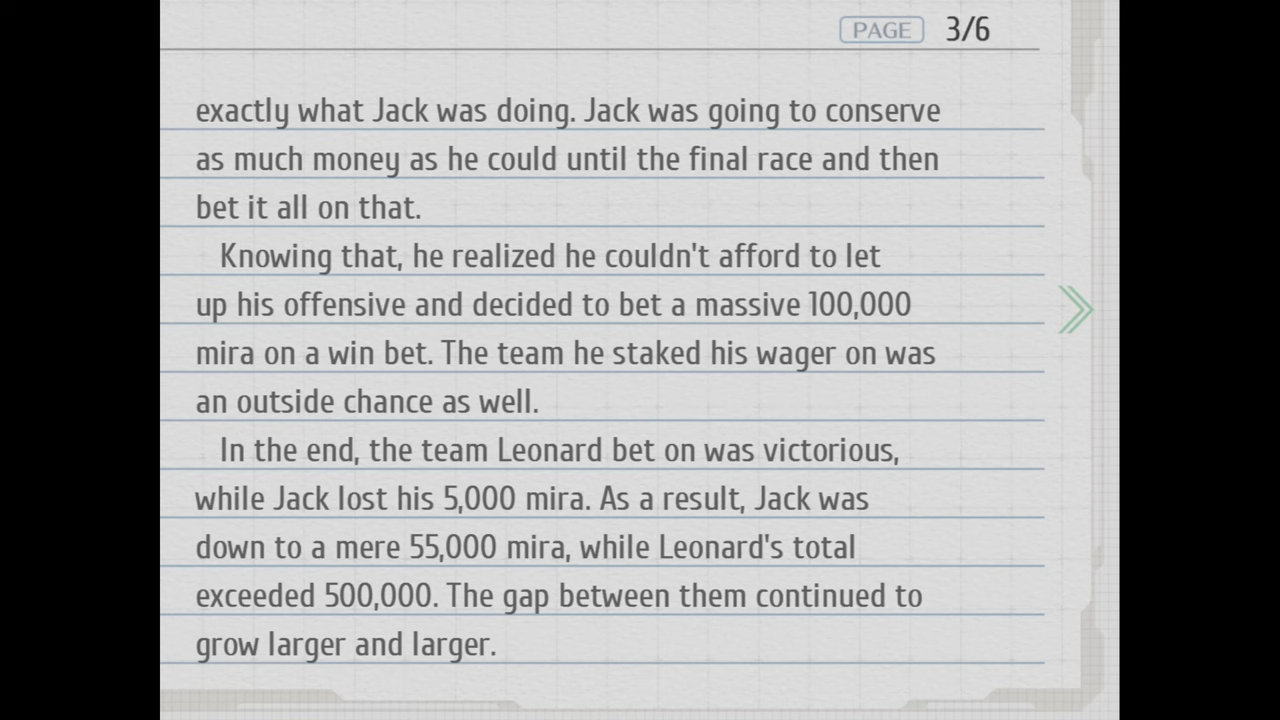 PAGE 3/6
exactly what Jack was doing. Jack was going to conserve
as much money as he could until the final race and then
bet it all on that.
Knowing that, he realized he couldn't afford to let
up his offensive and decided to bet a massive 100,000
mira on a win bet. The team he staked his wager on was
an outside chance as well.
In the end, the team Leonard bet on was victorious,
while Jack lost his 5,000 mira. As a result, Jack was
down to a mere 55,000 mira, while Leonard's total
exceeded 500,000. The gap between them continued to
grow larger and larger.